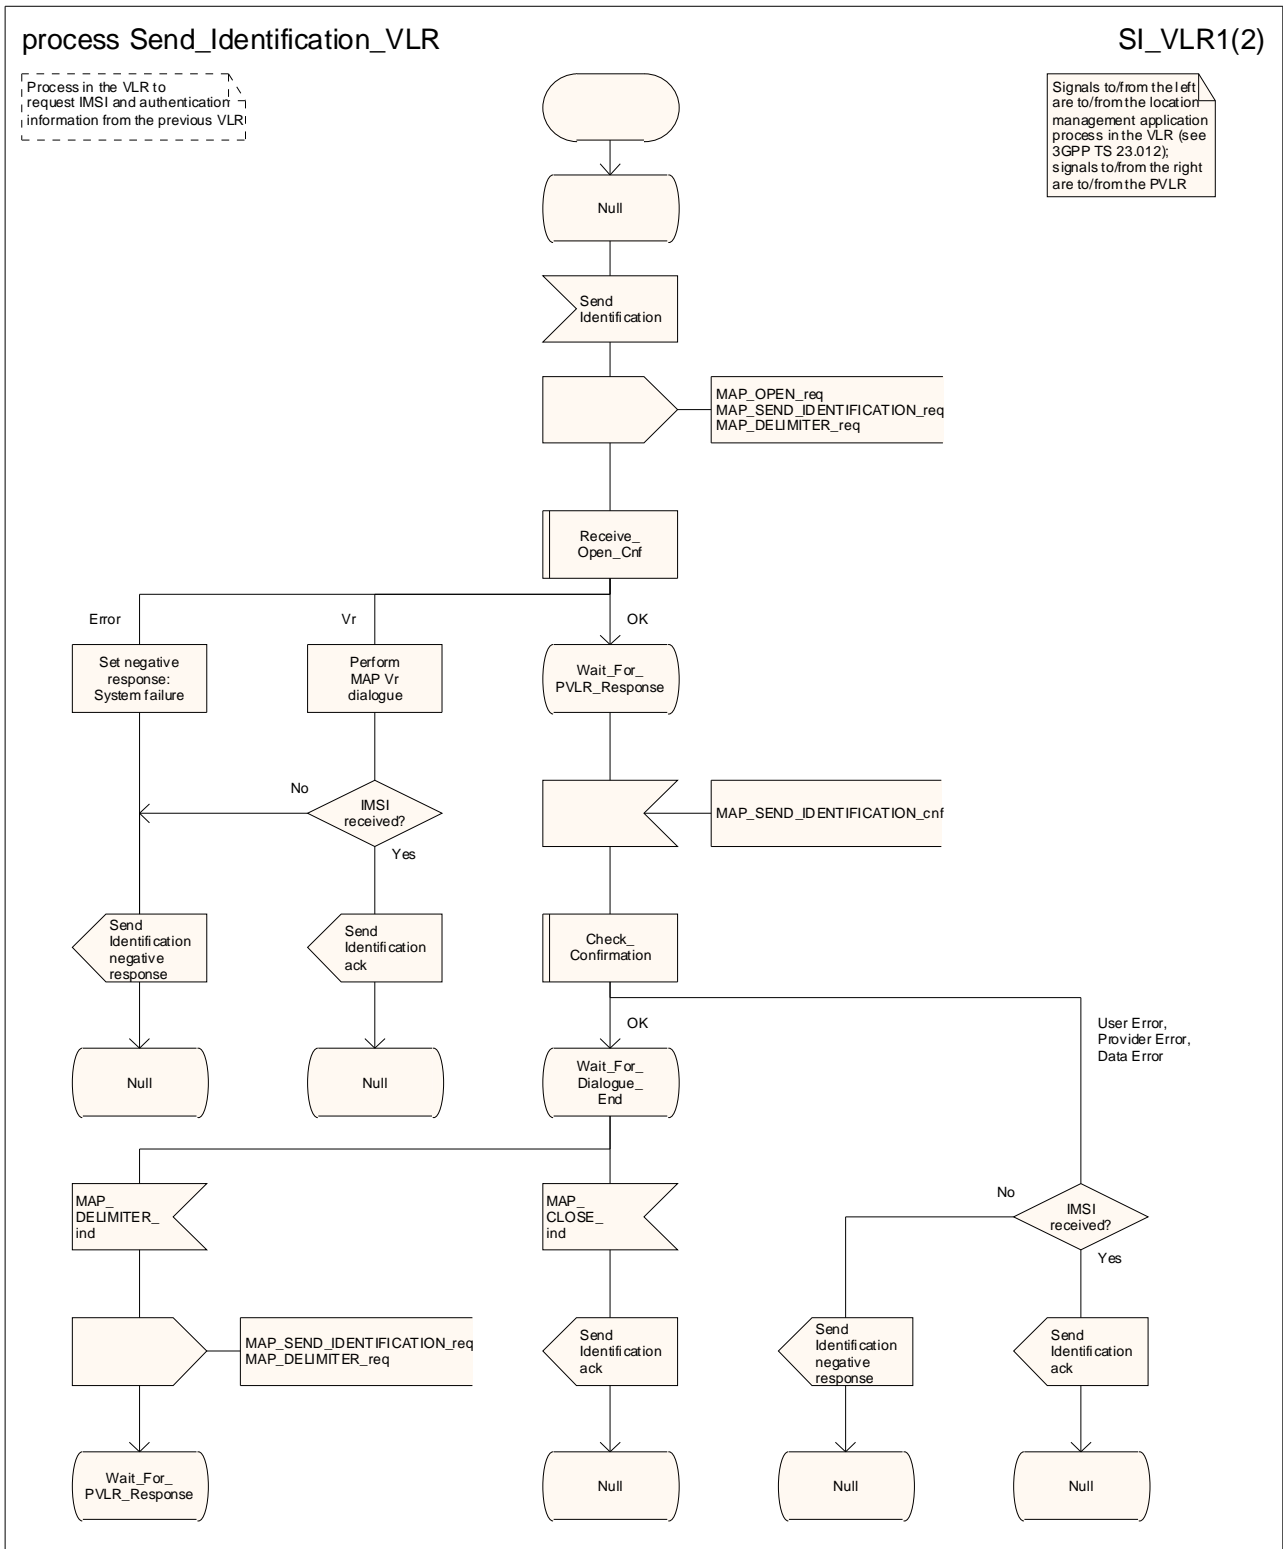 process Send_Identification_VLR
SI_VLR1(2)
Process in the VLR to
request IMSI and authentication
information from the previous VLR
Signals to/from the left
are to/from the location
management application
process in the VLR (see
3GPP TS 23.012);
signals to/from the right
are to/from the PVLR
Null
Send
Identification
MAP_OPEN_req
MAP_SEND_IDENTIFICATION_req
MAP_DELIMITER_req
Receive_
Open_Cnf
Error
Vr
OK
Set negative
response:
System failure
Perform
MAP Vr
dialogue
Wait_For_
PVLR_Response
No
IMSI
received?
Yes
MAP_SEND_IDENTIFICATION_cnf
Send
Identification
negative
response
Send
Identification
ack
Check_
Confirmation
OK
User Error,
Provider Error,
Data Error
Null
Null
Wait_For_
Dialogue_
End
MAP_
DELIMITER_
ind
MAP_
CLOSE_
ind
No
IMSI
received?
Yes
MAP_SEND_IDENTIFICATION_req
MAP_DELIMITER_req
Send
Identification
ack
Send
Identification
negative
response
Send
Identification
ack
Wait_For_
PVLR_Response
Null
Null
Null